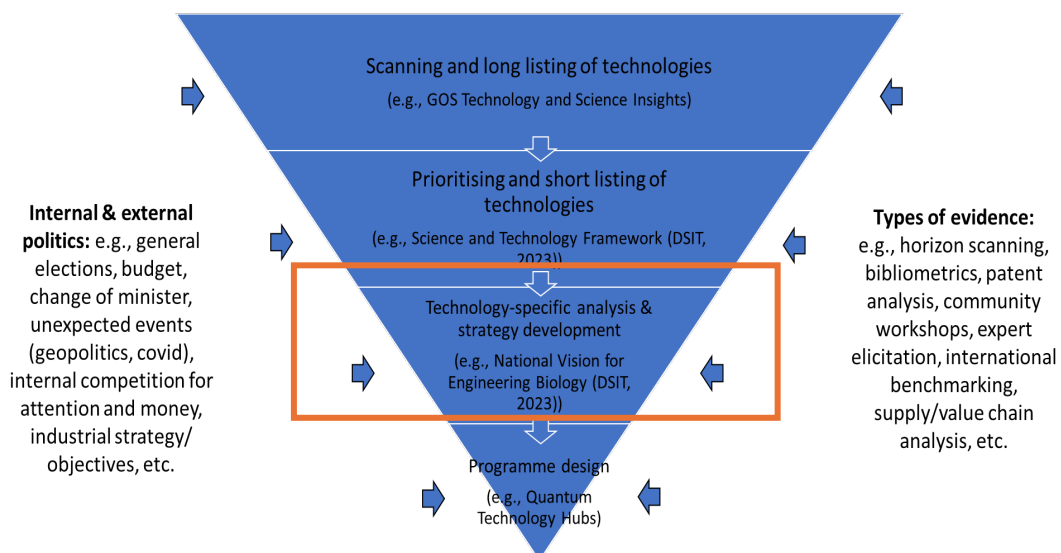 Scanning and long listing of technologies
(e.g., GOS Technology and Science Insights)
Prioritising and short listing of
technologies
(e.g., Science and Technology Framework (DSIT,
2023))
Technology-specific analysis &
strategy development
(e.g., National Vision for
Engineering Biology (DSIT,
2023))
Programme design
(e.g., Quantum
Technology Hubs)
Internal & external
politics: e.g., general
elections, budget,
change of minister,
unexpected events
(geopolitics, covid),
internal competition for
attention and money,
industrial strategy/
objectives, etc.
Types of evidence:
e.g., horizon scanning,
bibliometrics, patent
analysis, community
workshops, expert
elicitation, international
benchmarking,
supply/value chain
analysis, etc.